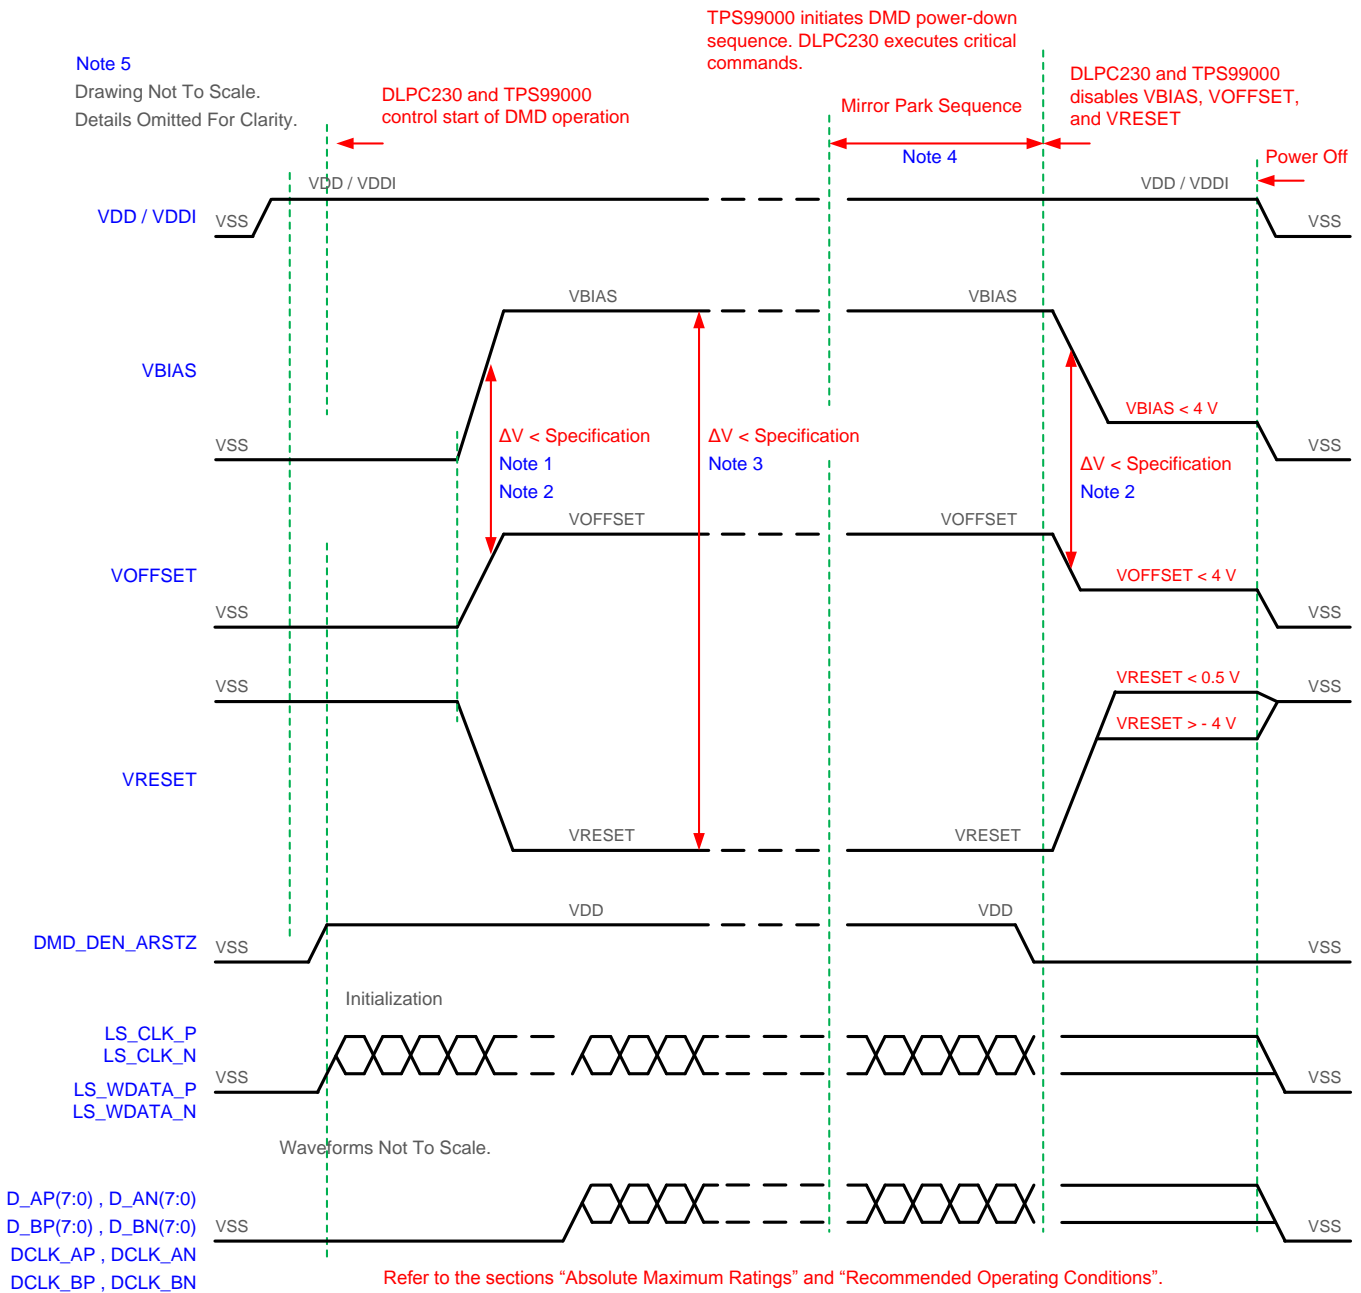 TPS99000 initiates DMD power-down
sequence. DLPC230 executes critical
commands.
Note 5
Drawing Not To Scale.
Details Omitted For Clarity.
DLPC230 and TPS99000
control start of DMD operation
Mirror Park Sequence
Note 4
DLPC230 and TPS99000
disables VBIAS, VOFFSET,
and VRESET
Power Off
VDD / VDDI
VSS
VDD / VDDI
VDD / VDDI
VSS
VBIAS
VSS
VBIAS
VBIAS
VBIAS < 4 V
VSS
ΔV < Specification
Note 1
Note 2
ΔV < Specification
Note 3
ΔV < Specification
Note 2
VOFFSET
VSS
VOFFSET
VOFFSET
VOFFSET < 4 V
VSS
VRESET
VSS
VRESET
VRESET
VRESET < 0.5 V
VRESET > - 4 V
VSS
DMD_DEN_ARSTZ
VSS
VDD
VDD
VSS
Initialization
LS_CLK_P
LS_CLK_N
LS_WDATA_P
LS_WDATA_N
VSS
VSS
Waveforms Not To Scale.
D_AP(7:0) , D_AN(7:0)
D_BP(7:0) , D_BN(7:0)
DCLK_AP , DCLK_AN
DCLK_BP , DCLK_BN
VSS
VSS
Refer to the sections “Absolute Maximum Ratings” and “Recommended Operating Conditions”.